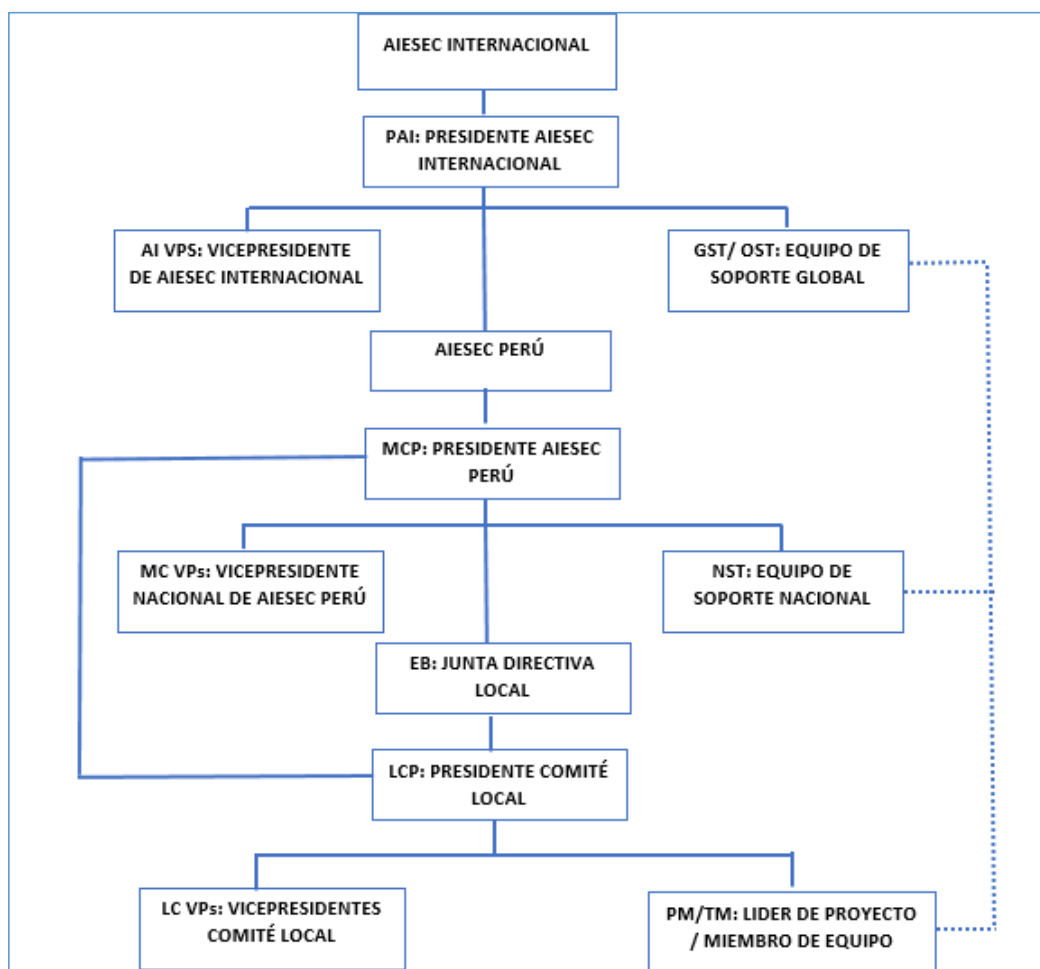 AIESEC INTERNACIONAL
PAI: PRESIDENTE AIESEC
INTERNACIONAL
AI VPS: VICEPRESIDENTE
DE AIESEC INTERNACIONAL
GST/ OST: EQUIPO DE
SOPORTE GLOBAL
AIESEC PERÚ
MCP: PRESIDENTE AIESEC
PERÚ
MC VPs: VICEPRESIDENTE
NACIONAL DE AIESEC PERÚ
NST: EQUIPO DE
SOPORTE NACIONAL
EB: JUNTA DIRECTIVA
LOCAL
LCP: PRESIDENTE COMITÉ
LOCAL
LC VPs: VICEPRESIDENTES
COMITÉ LOCAL
PM/TM: LIDER DE PROYECTO
/ MIEMBRO DE EQUIPO